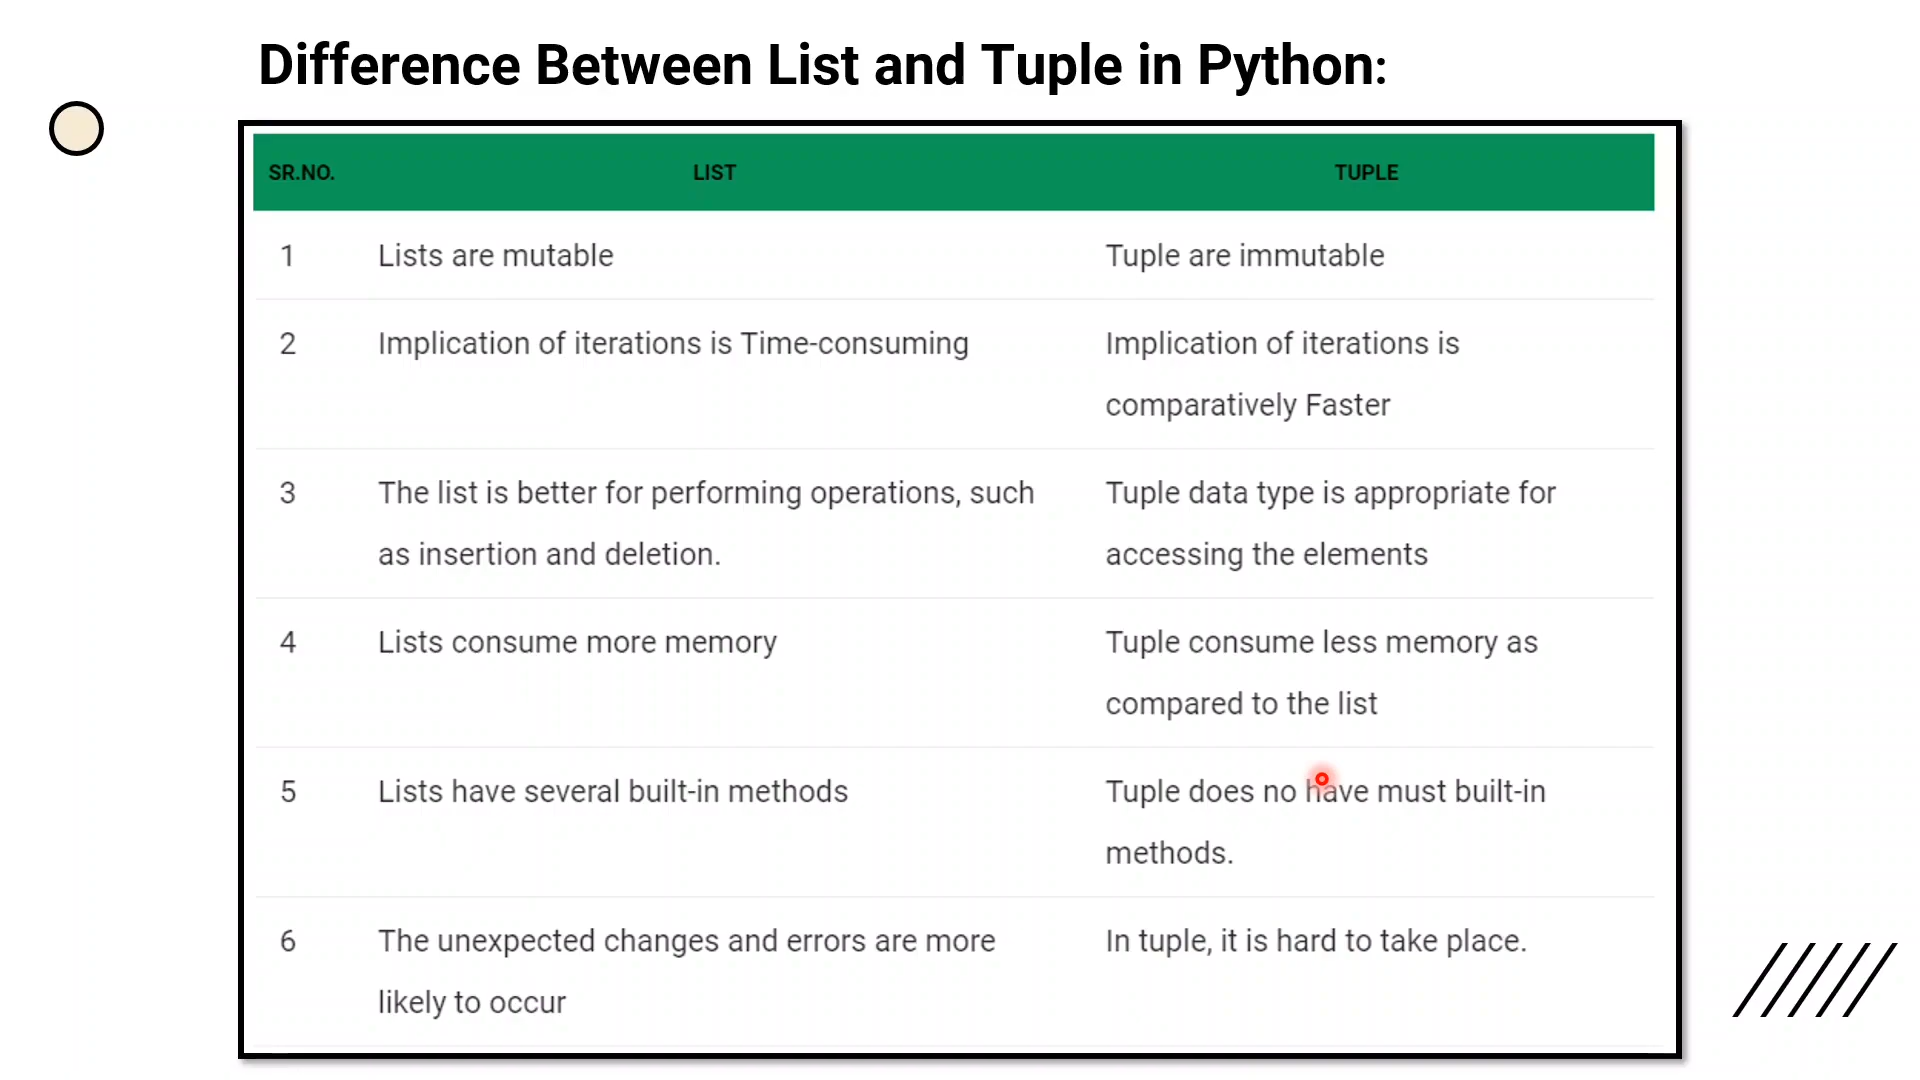 Difference Between List and Tuple in Python:
SR.NO. LIST TUPLE
1 Lists are mutable Tuple are immutable
2 Implication of iterations is Time-consuming Implication of iterations is
comparatively Faster
3 The list is better for performing operations, such Tuple data type is appropriate for
as insertion and deletion. accessing the elements
4 Lists consume more memory Tuple consume less memory as
compared to the list
5 Lists have several built-in methods Tuple does no have must built-in
methods.
6 The unexpected changes and errors are more In tuple, it is hard to take place.
likely to occur